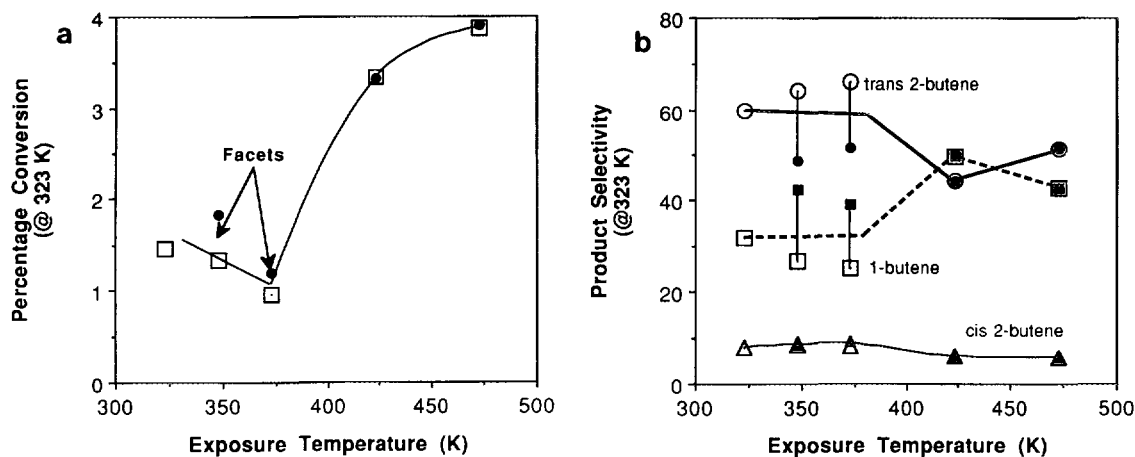 a
Percentage Conversion
(@ 323 K)
4
3
2
1
0
Facets
300 350 400 450 500
Exposure Temperature (K)
b
Product Selectivity
(@323 K)
80
60
40
20
0
trans 2-butene
1-butene
cis 2-butene
300 350 400 450 500
Exposure Temperature (K)